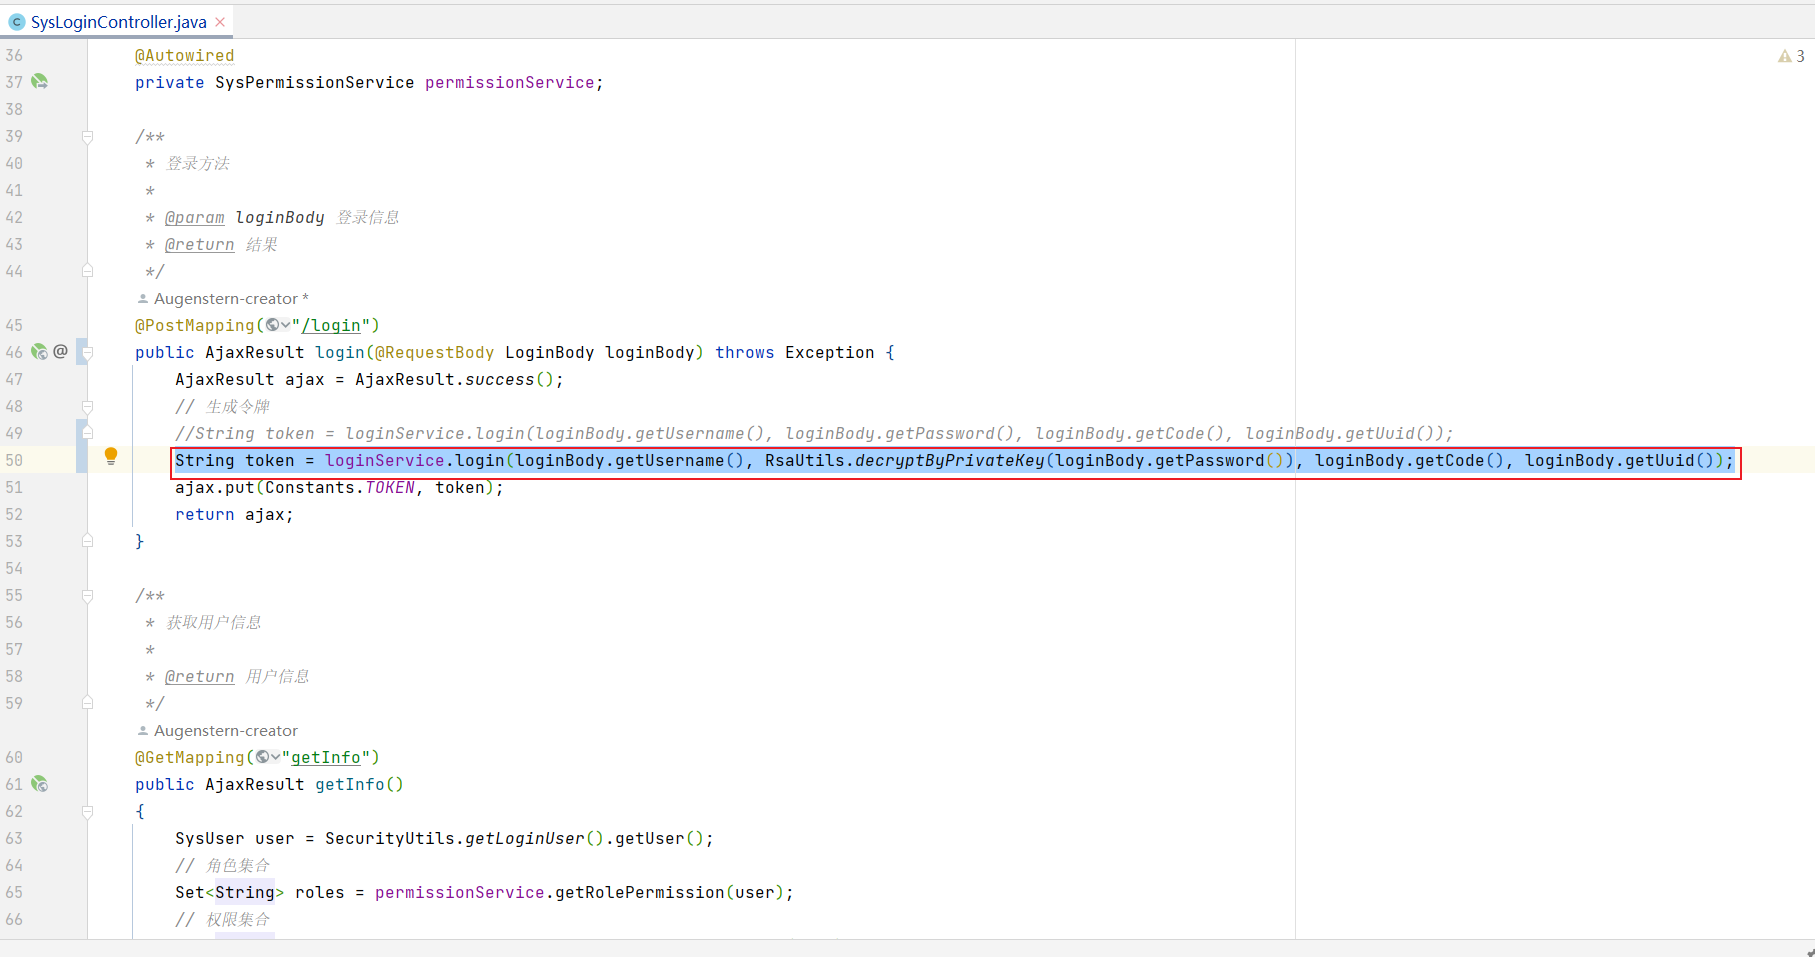 SysLoginController.java
3
36 @Autowired
37 private SysPermissionService permissionService;
38
39 /**
40 * 登录方法
41 *
42 * @param loginBody 登录信息
43 * @return 结果
44 */
Augenstern-creator *
45 @PostMapping("/login")
46 @ public AjaxResult login(@RequestBody LoginBody loginBody) throws Exception {
47 AjaxResult ajax = AjaxResult.success();
48 // 生成令牌
49 //String token = loginService.login(loginBody.getUsername(), loginBody.getPassword(), loginBody.getCode(), loginBody.getUuid());
50 String token = loginService.login(loginBody.getUsername(), RsaUtils.decryptByPrivateKey(loginBody.getPassword()), loginBody.getCode(), loginBody.getUuid());
51 ajax.put(Constants.TOKEN, token);
52 return ajax;
53 }
54
55 /**
56 * 获取用户信息
57 *
58 * @return 用户信息
59 */
Augenstern-creator
60 @GetMapping("getInfo")
61 public AjaxResult getInfo()
62 {
63 SysUser user = SecurityUtils.getLoginUser().getUser();
64 // 角色集合
65 Set<String> roles = permissionService.getRolePermission(user);
66 // 权限集合